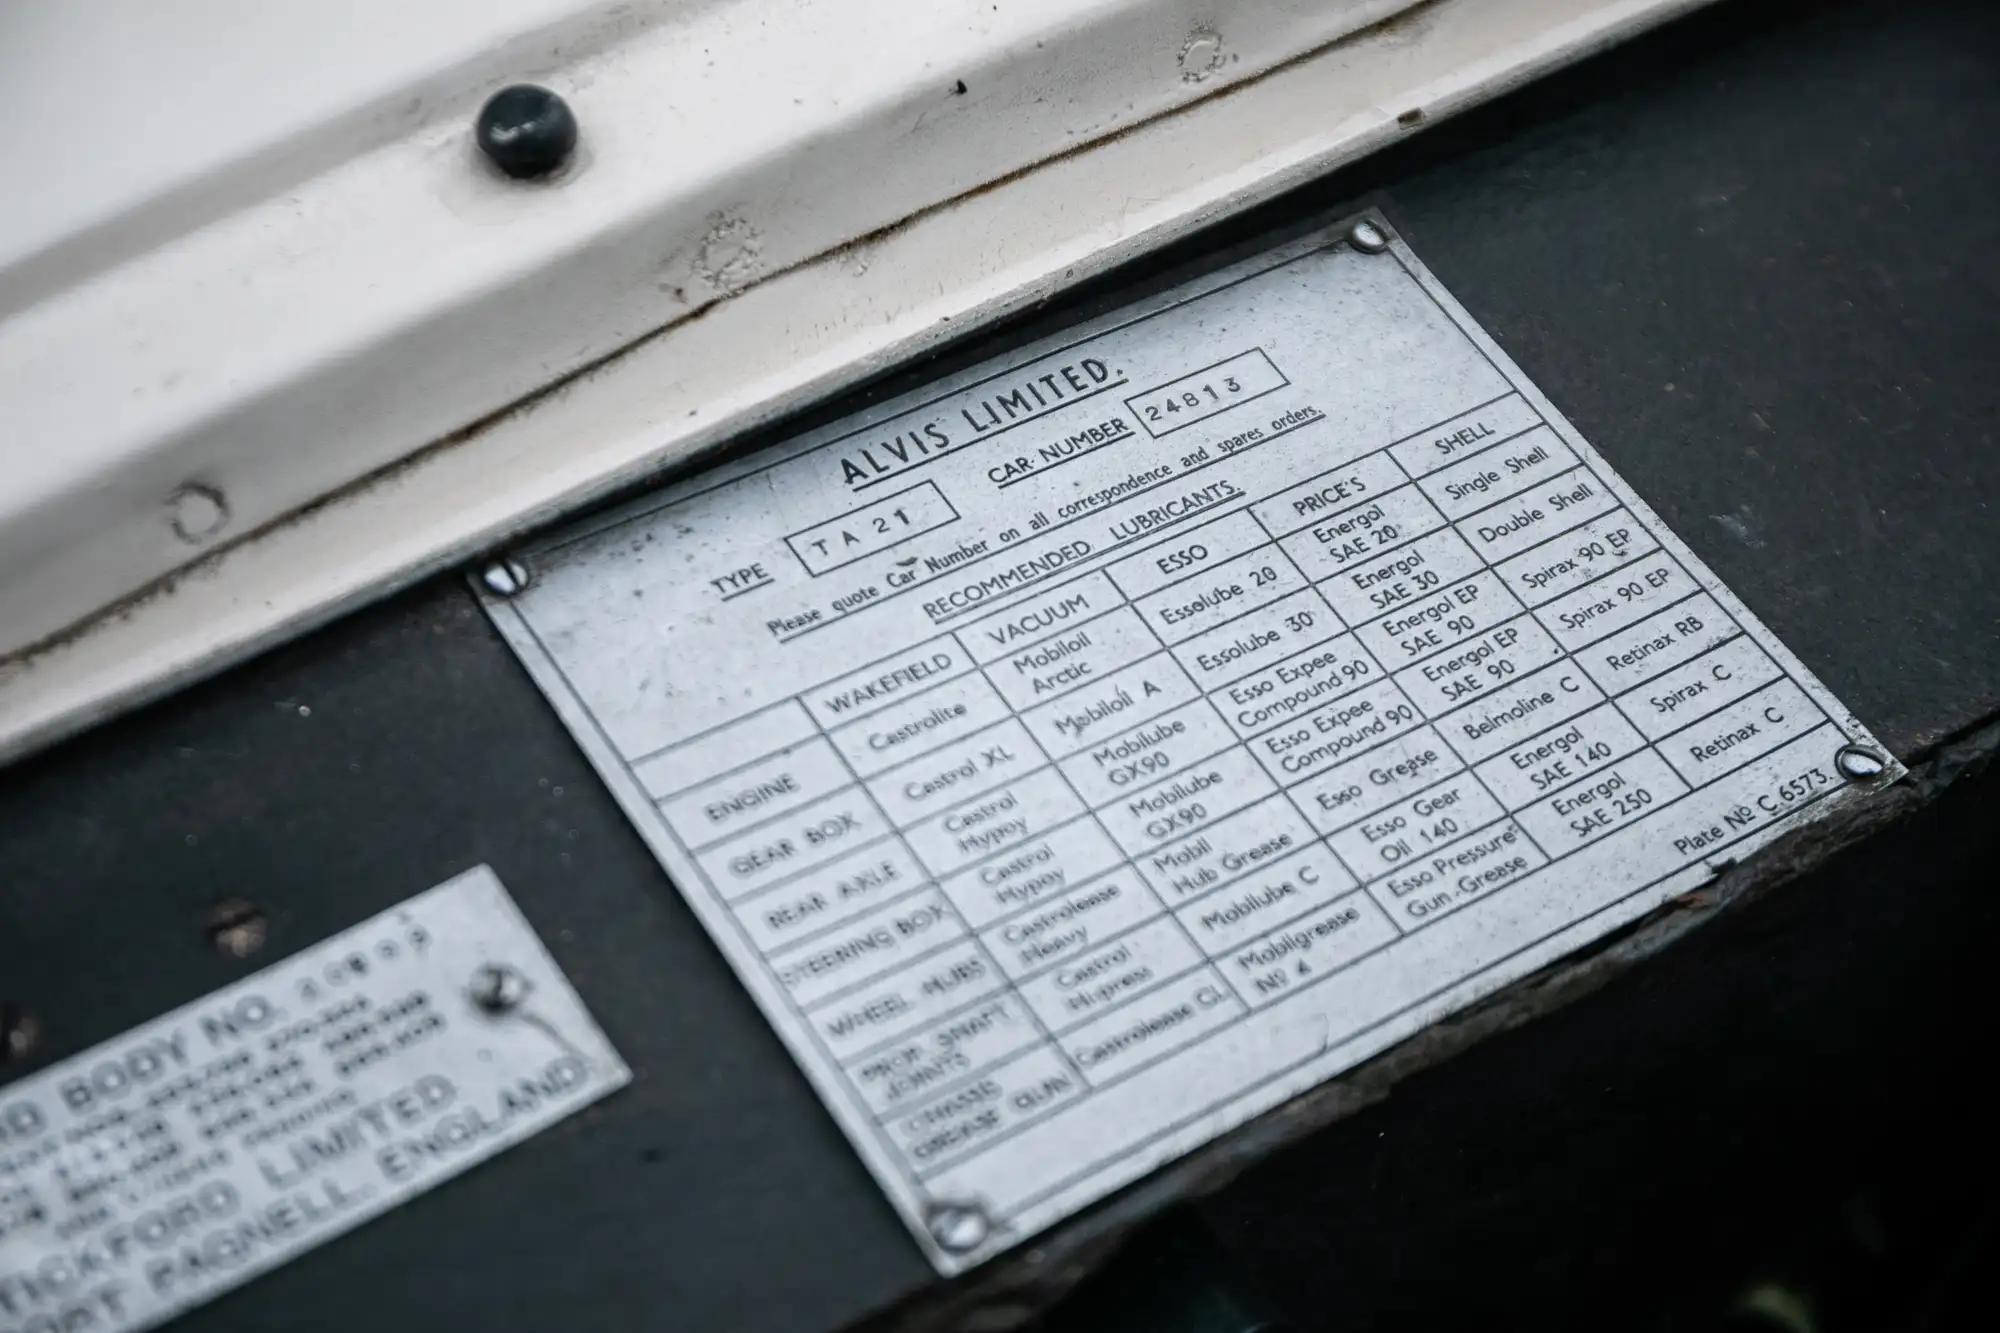 ALVIS LIMITED.
TYPE TA 21 CAR NUMBER 24813
Please quote Car Number on all correspondence and spares orders.
RECOMMENDED LUBRICANTS.
WAKEFIELD VACUUM ESSO PRICE'S SHELL
ENGINE Castrolite Mobiloil Arctic Essolube 20 Energol SAE 20 Single Shell
GEAR BOX Castrol XL Mobiloil A Essolube 30 Energol SAE 30 Double Shell
REAR AXLE Castrol Hypoy Mobilube GX90 Esso Expee Compound 90 Energol EP SAE 90 Spirax 90 EP
STEERING BOX Castrol Hypoy Mobilube GX90 Esso Expee Compound 90 Energol EP SAE 90 Spirax 90 EP
WHEEL HUBS Castrolease Heavy Mobil Hub Grease Esso Grease Belmoline C Retinax RB
PROP. SHAFT JOINTS Castrol Hi-press Mobilube C Esso Gear Oil 140 Energol SAE 140 Spirax C
CHASSIS GREASE GUN Castrolease CL Mobilgrease Nº 4 Esso Pressure Gun Grease Energol SAE 250 Retinax C
Plate Nº C.6573.
BODY NO.
TICKFORD LIMITED
PAGNELL, ENGLAND